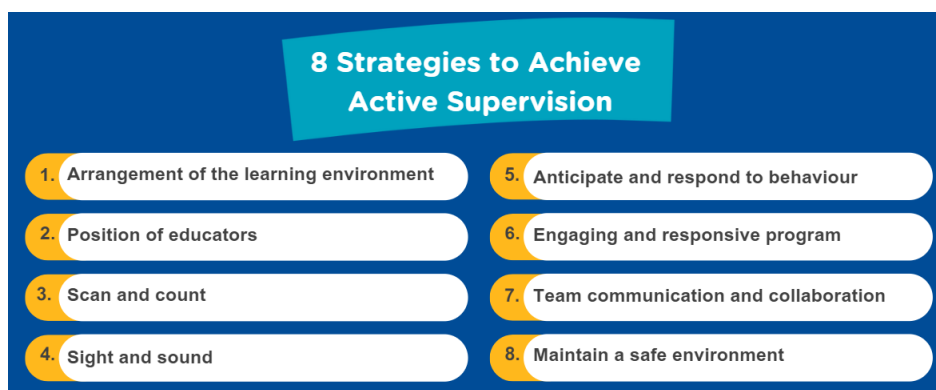 8 Strategies to Achieve
Active Supervision
1. Arrangement of the learning environment
2. Position of educators
3. Scan and count
4. Sight and sound
5. Anticipate and respond to behaviour
6. Engaging and responsive program
7. Team communication and collaboration
8. Maintain a safe environment